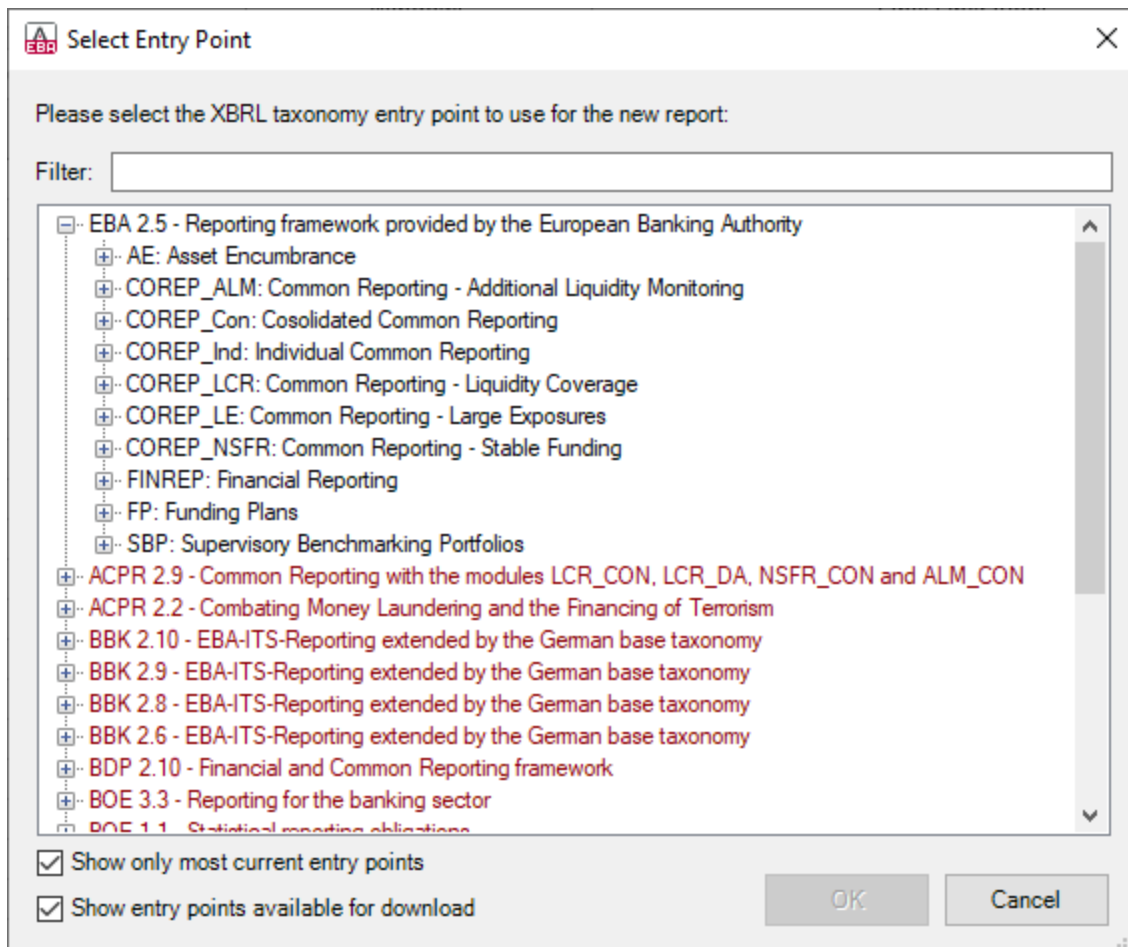 EBA
Select Entry Point
Please select the XBRL taxonomy entry point to use for the new report:
Filter:
EBA 2.5 - Reporting framework provided by the European Banking Authority
AE: Asset Encumbrance
COREP_ALM: Common Reporting - Additional Liquidity Monitoring
COREP_Con: Cosolidated Common Reporting
COREP_Ind: Individual Common Reporting
COREP_LCR: Common Reporting - Liquidity Coverage
COREP_LE: Common Reporting - Large Exposures
COREP_NSFR: Common Reporting - Stable Funding
FINREP: Financial Reporting
FP: Funding Plans
SBP: Supervisory Benchmarking Portfolios
ACPR 2.9 - Common Reporting with the modules LCR_CON, LCR_DA, NSFR_CON and ALM_CON
ACPR 2.2 - Combating Money Laundering and the Financing of Terrorism
BBK 2.10 - EBA-ITS-Reporting extended by the German base taxonomy
BBK 2.9 - EBA-ITS-Reporting extended by the German base taxonomy
BBK 2.8 - EBA-ITS-Reporting extended by the German base taxonomy
BBK 2.6 - EBA-ITS-Reporting extended by the German base taxonomy
BDP 2.10 - Financial and Common Reporting framework
BOE 3.3 - Reporting for the banking sector
BOE 1.1 - Statistical reporting obligations
Show only most current entry points
Show entry points available for download
OK
Cancel